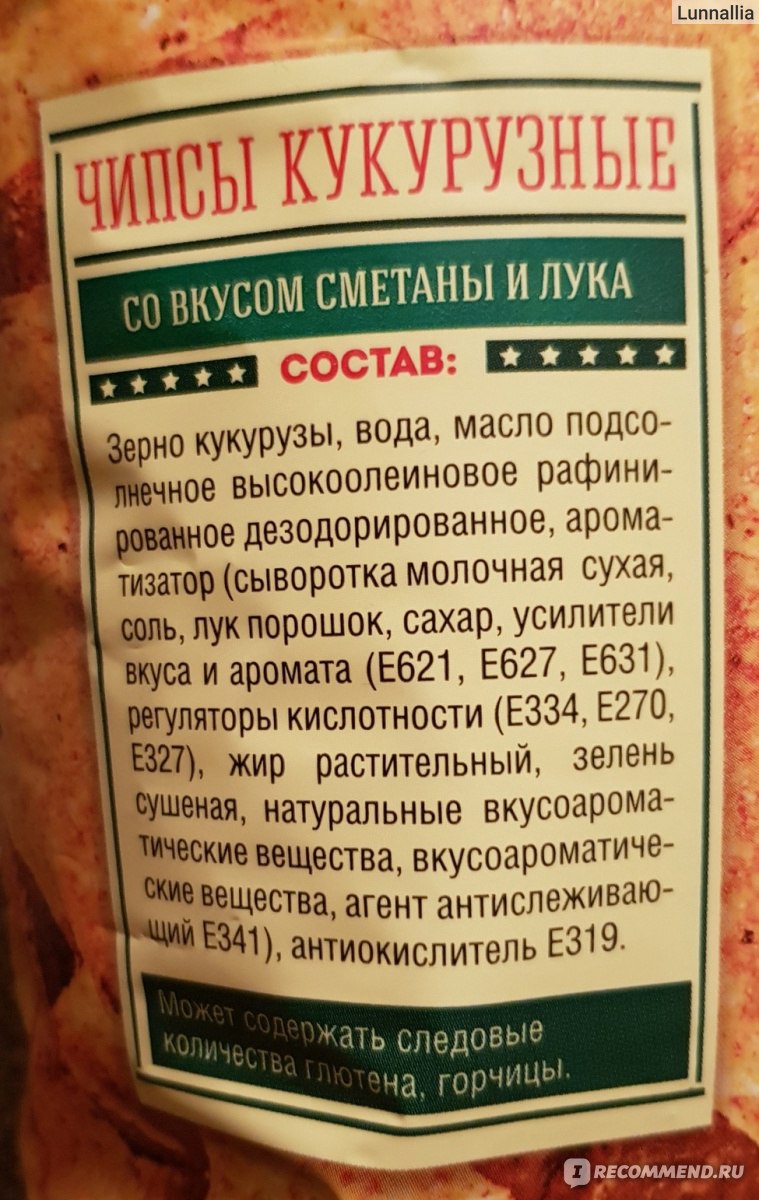 Lunnallia
ЧИПСЫ КУКУРУЗНЫЕ
СО ВКУСОМ СМЕТАНЫ И ЛУКА
СОСТАВ:
Зерно кукурузы, вода, масло подсо-
лнечное высокоолеиновое рафини-
рованное дезодорированное, арома-
тизатор (сыворотка молочная сухая,
соль, лук порошок, сахар, усилители
вкуса и аромата (Е621, Е627, Е631),
регуляторы кислотности (Е334, Е270,
Е327), жир растительный, зелень
сушеная, натуральные вкусоарома-
тические вещества, вкусоароматиче-
ские вещества, агент антислеживаю-
щий Е341), антиокислитель Е319.
Может содержать следовые
количества глютена, горчицы.
I RECOMMEND.RU